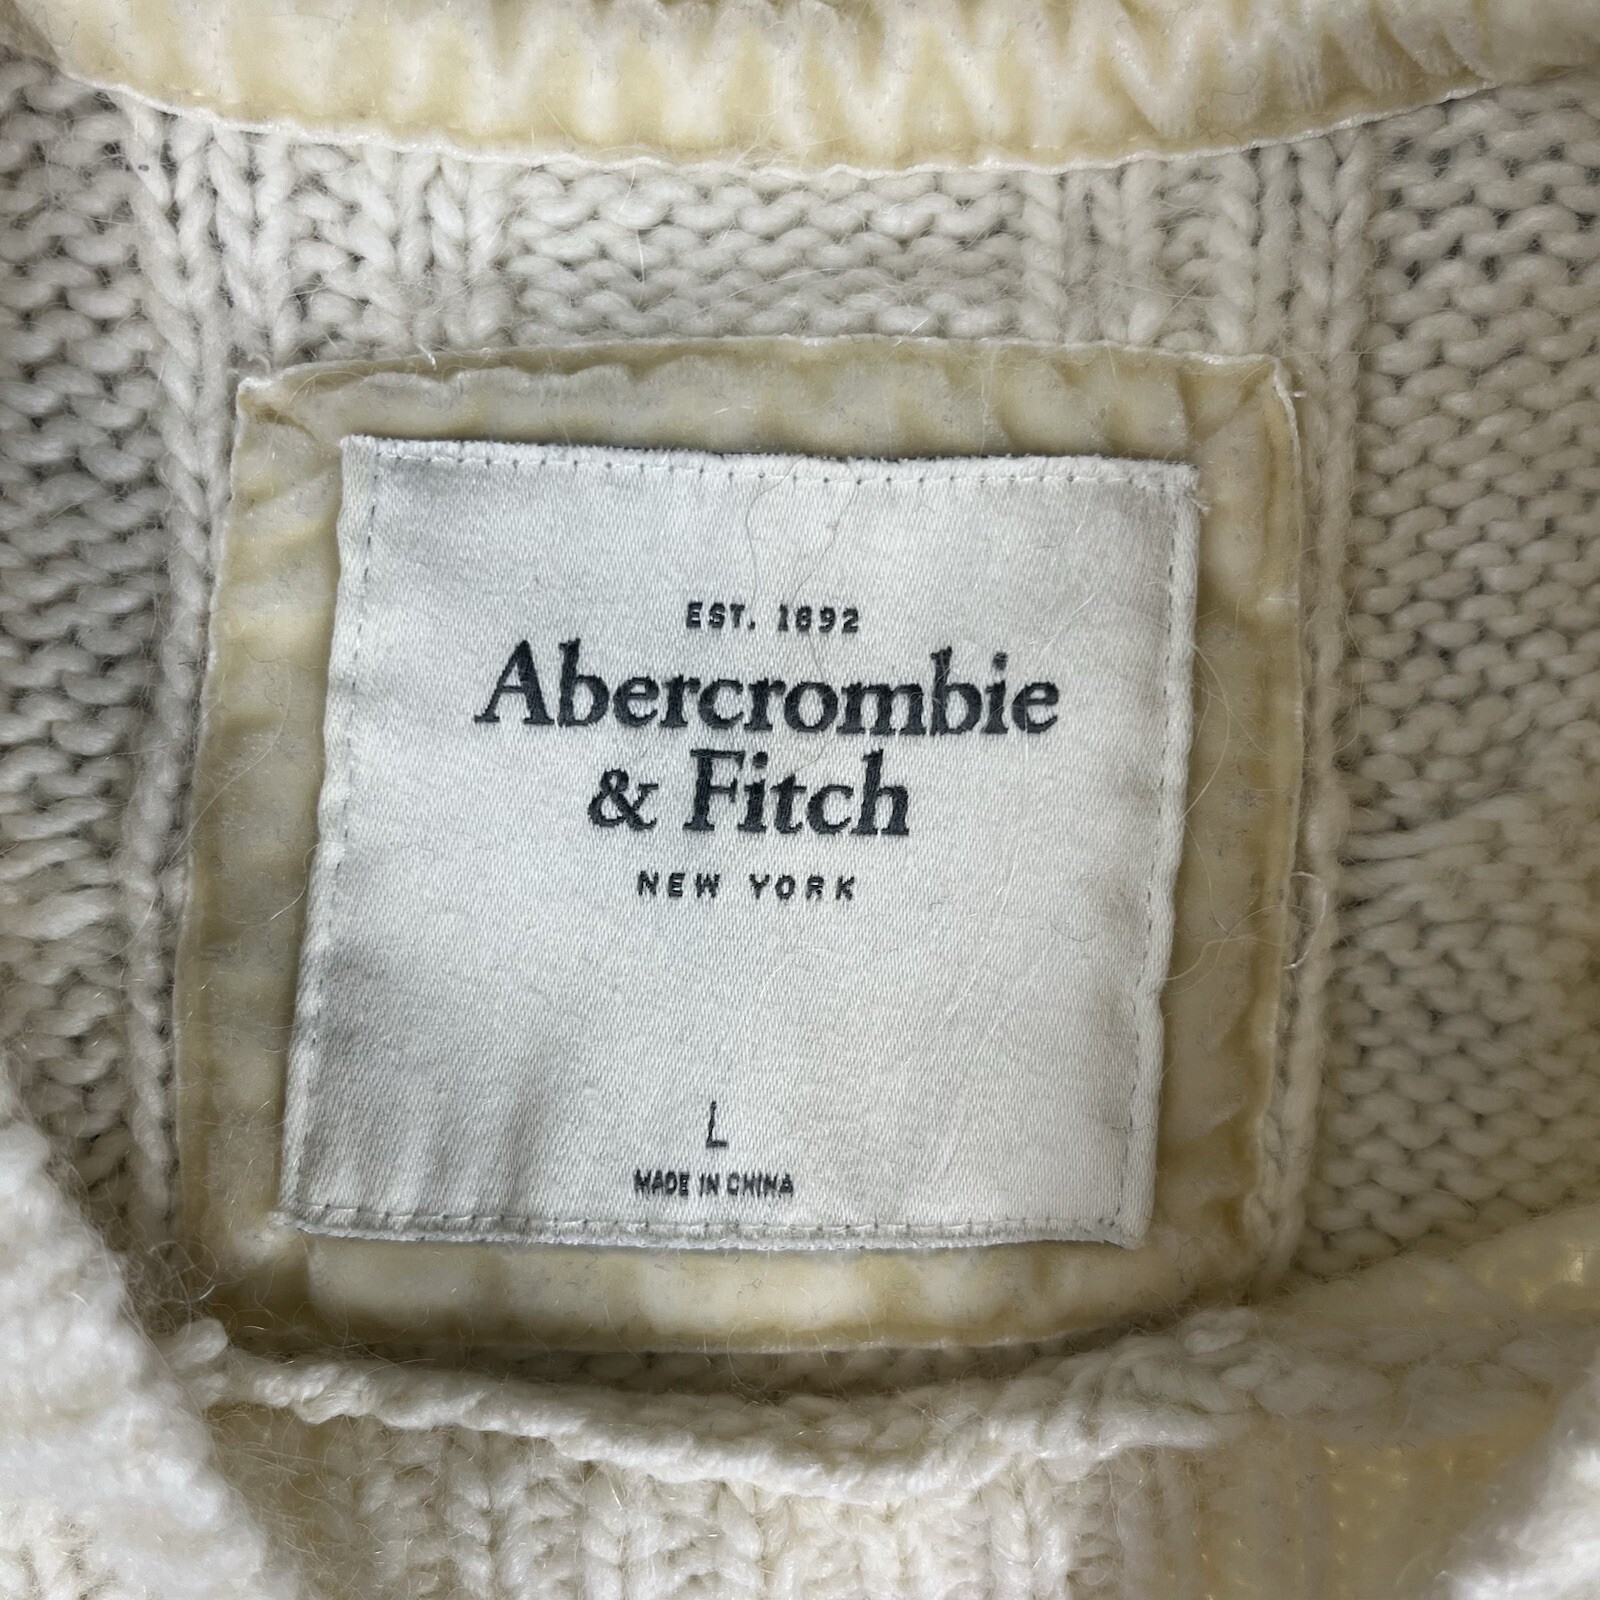 EST. 1892
Abercrombie
& Fitch
NEW YORK
L
MADE IN CHINA